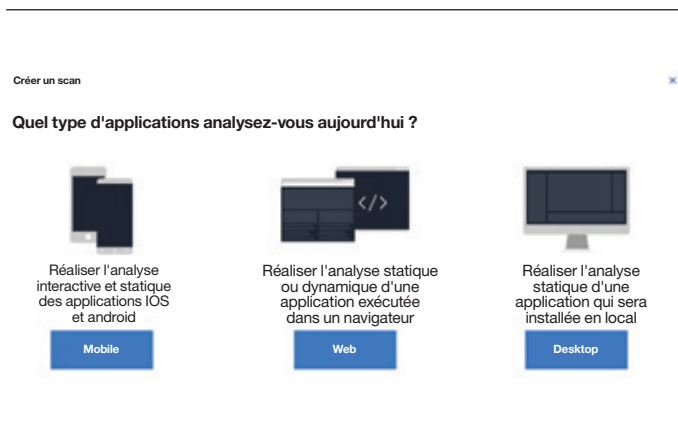 Créer un scan
Quel type d'applications analysez-vous aujourd'hui ?
</>
Réaliser l'analyse
interactive et statique
des applications IOS
et android
Mobile
Réaliser l'analyse statique
ou dynamique d'une
application exécutée
dans un navigateur
Web
Réaliser l'analyse
statique d'une
application qui sera
installée en local
Desktop